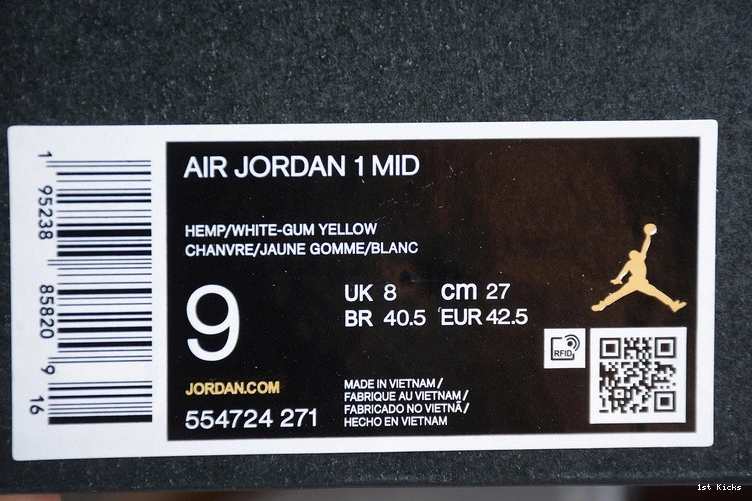 AIR JORDAN 1 MID
HEMP/WHITE-GUM YELLOW
CHANVRE/JAUNE GOMME/BLANC
9
UK 8 cm 27
BR 40.5 EUR 42.5
RFID
JORDAN.COM
554724 271
MADE IN VIETNAM /
FABRIQUE AU VIETNAM /
FABRICADO NO VIETNÃ /
HECHO EN VIETNAM
1 95238 85820 9 16
1st Kicks